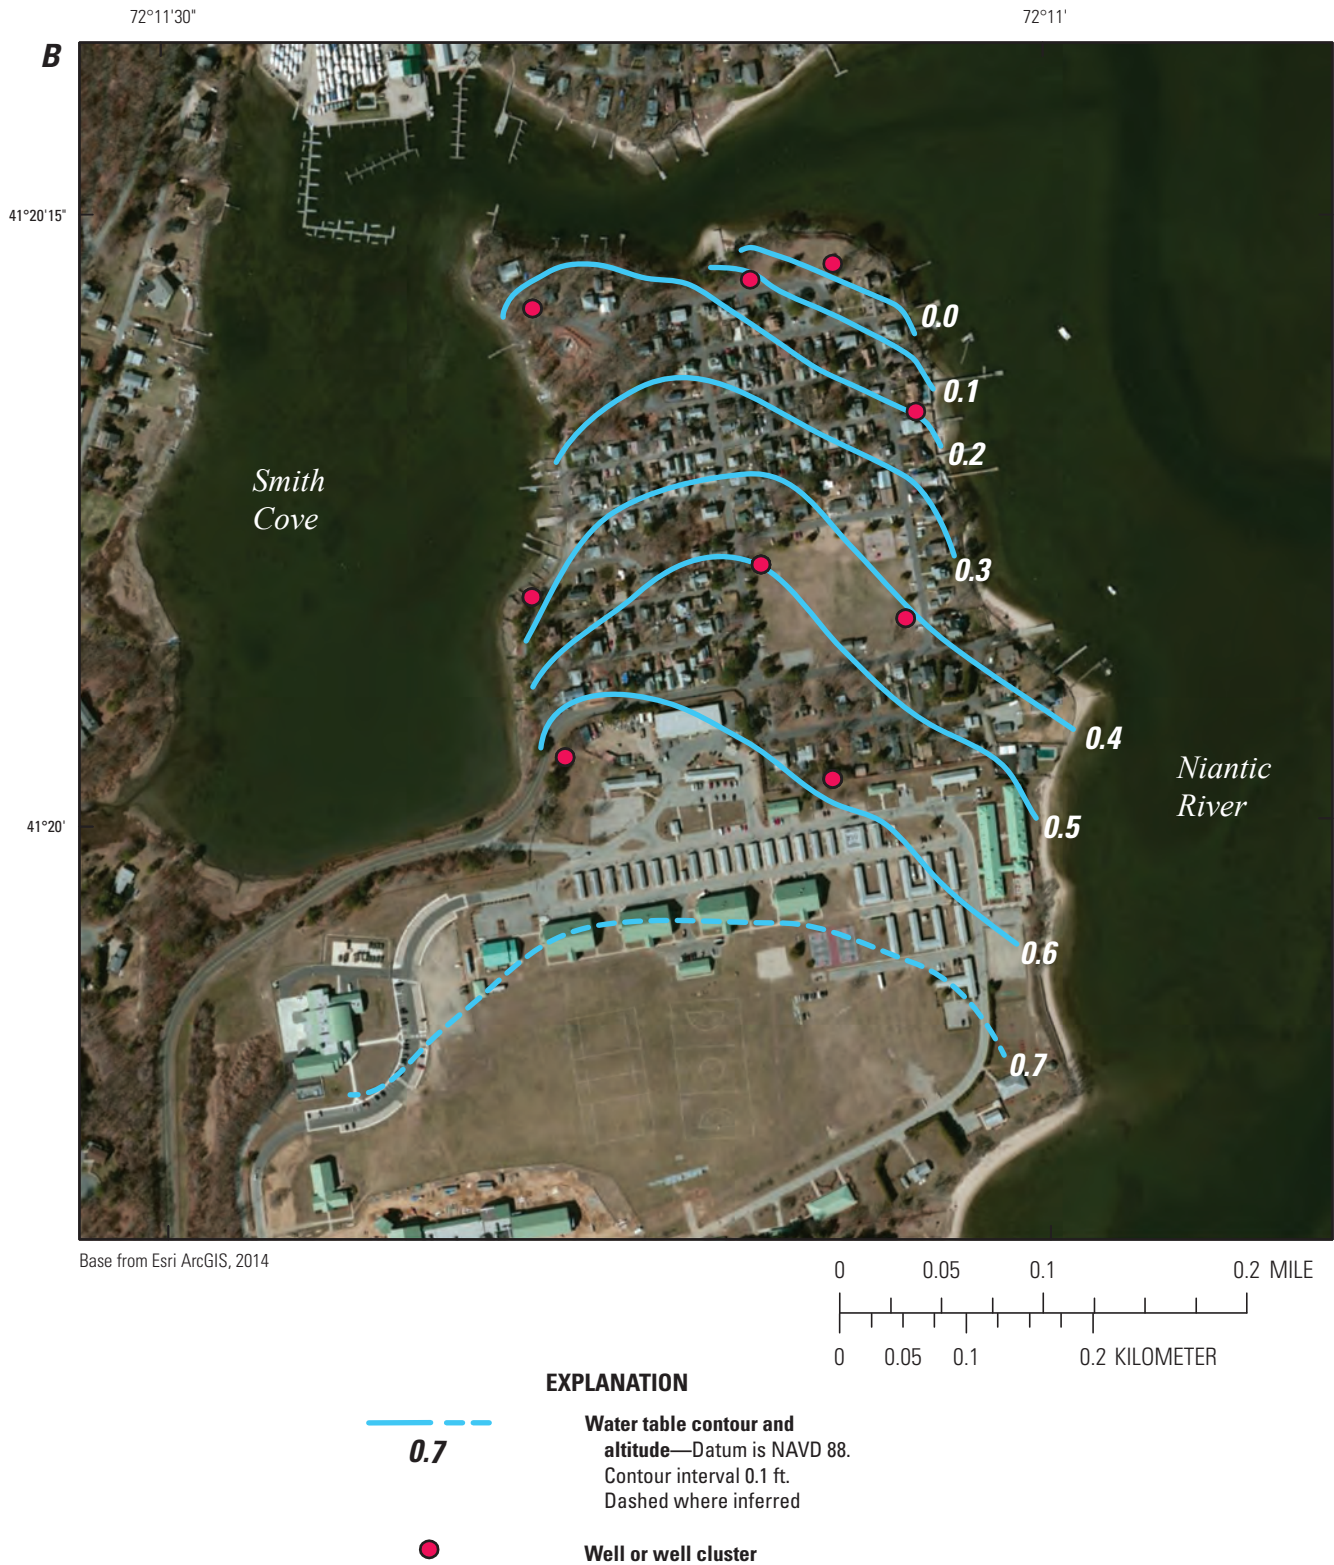 72°11'30"
72°11'
B
41°20'15"
0.0
0.1
0.2
Smith
Cove
0.3
0.4
Niantic
River
41°20'
0.5
0.6
0.7
Base from Esri ArcGIS, 2014
0 0.05 0.1 0.2 MILE
0 0.05 0.1 0.2 KILOMETER
EXPLANATION
Water table contour and
altitude—Datum is NAVD 88.
0.7
Contour interval 0.1 ft.
Dashed where inferred
Well or well cluster